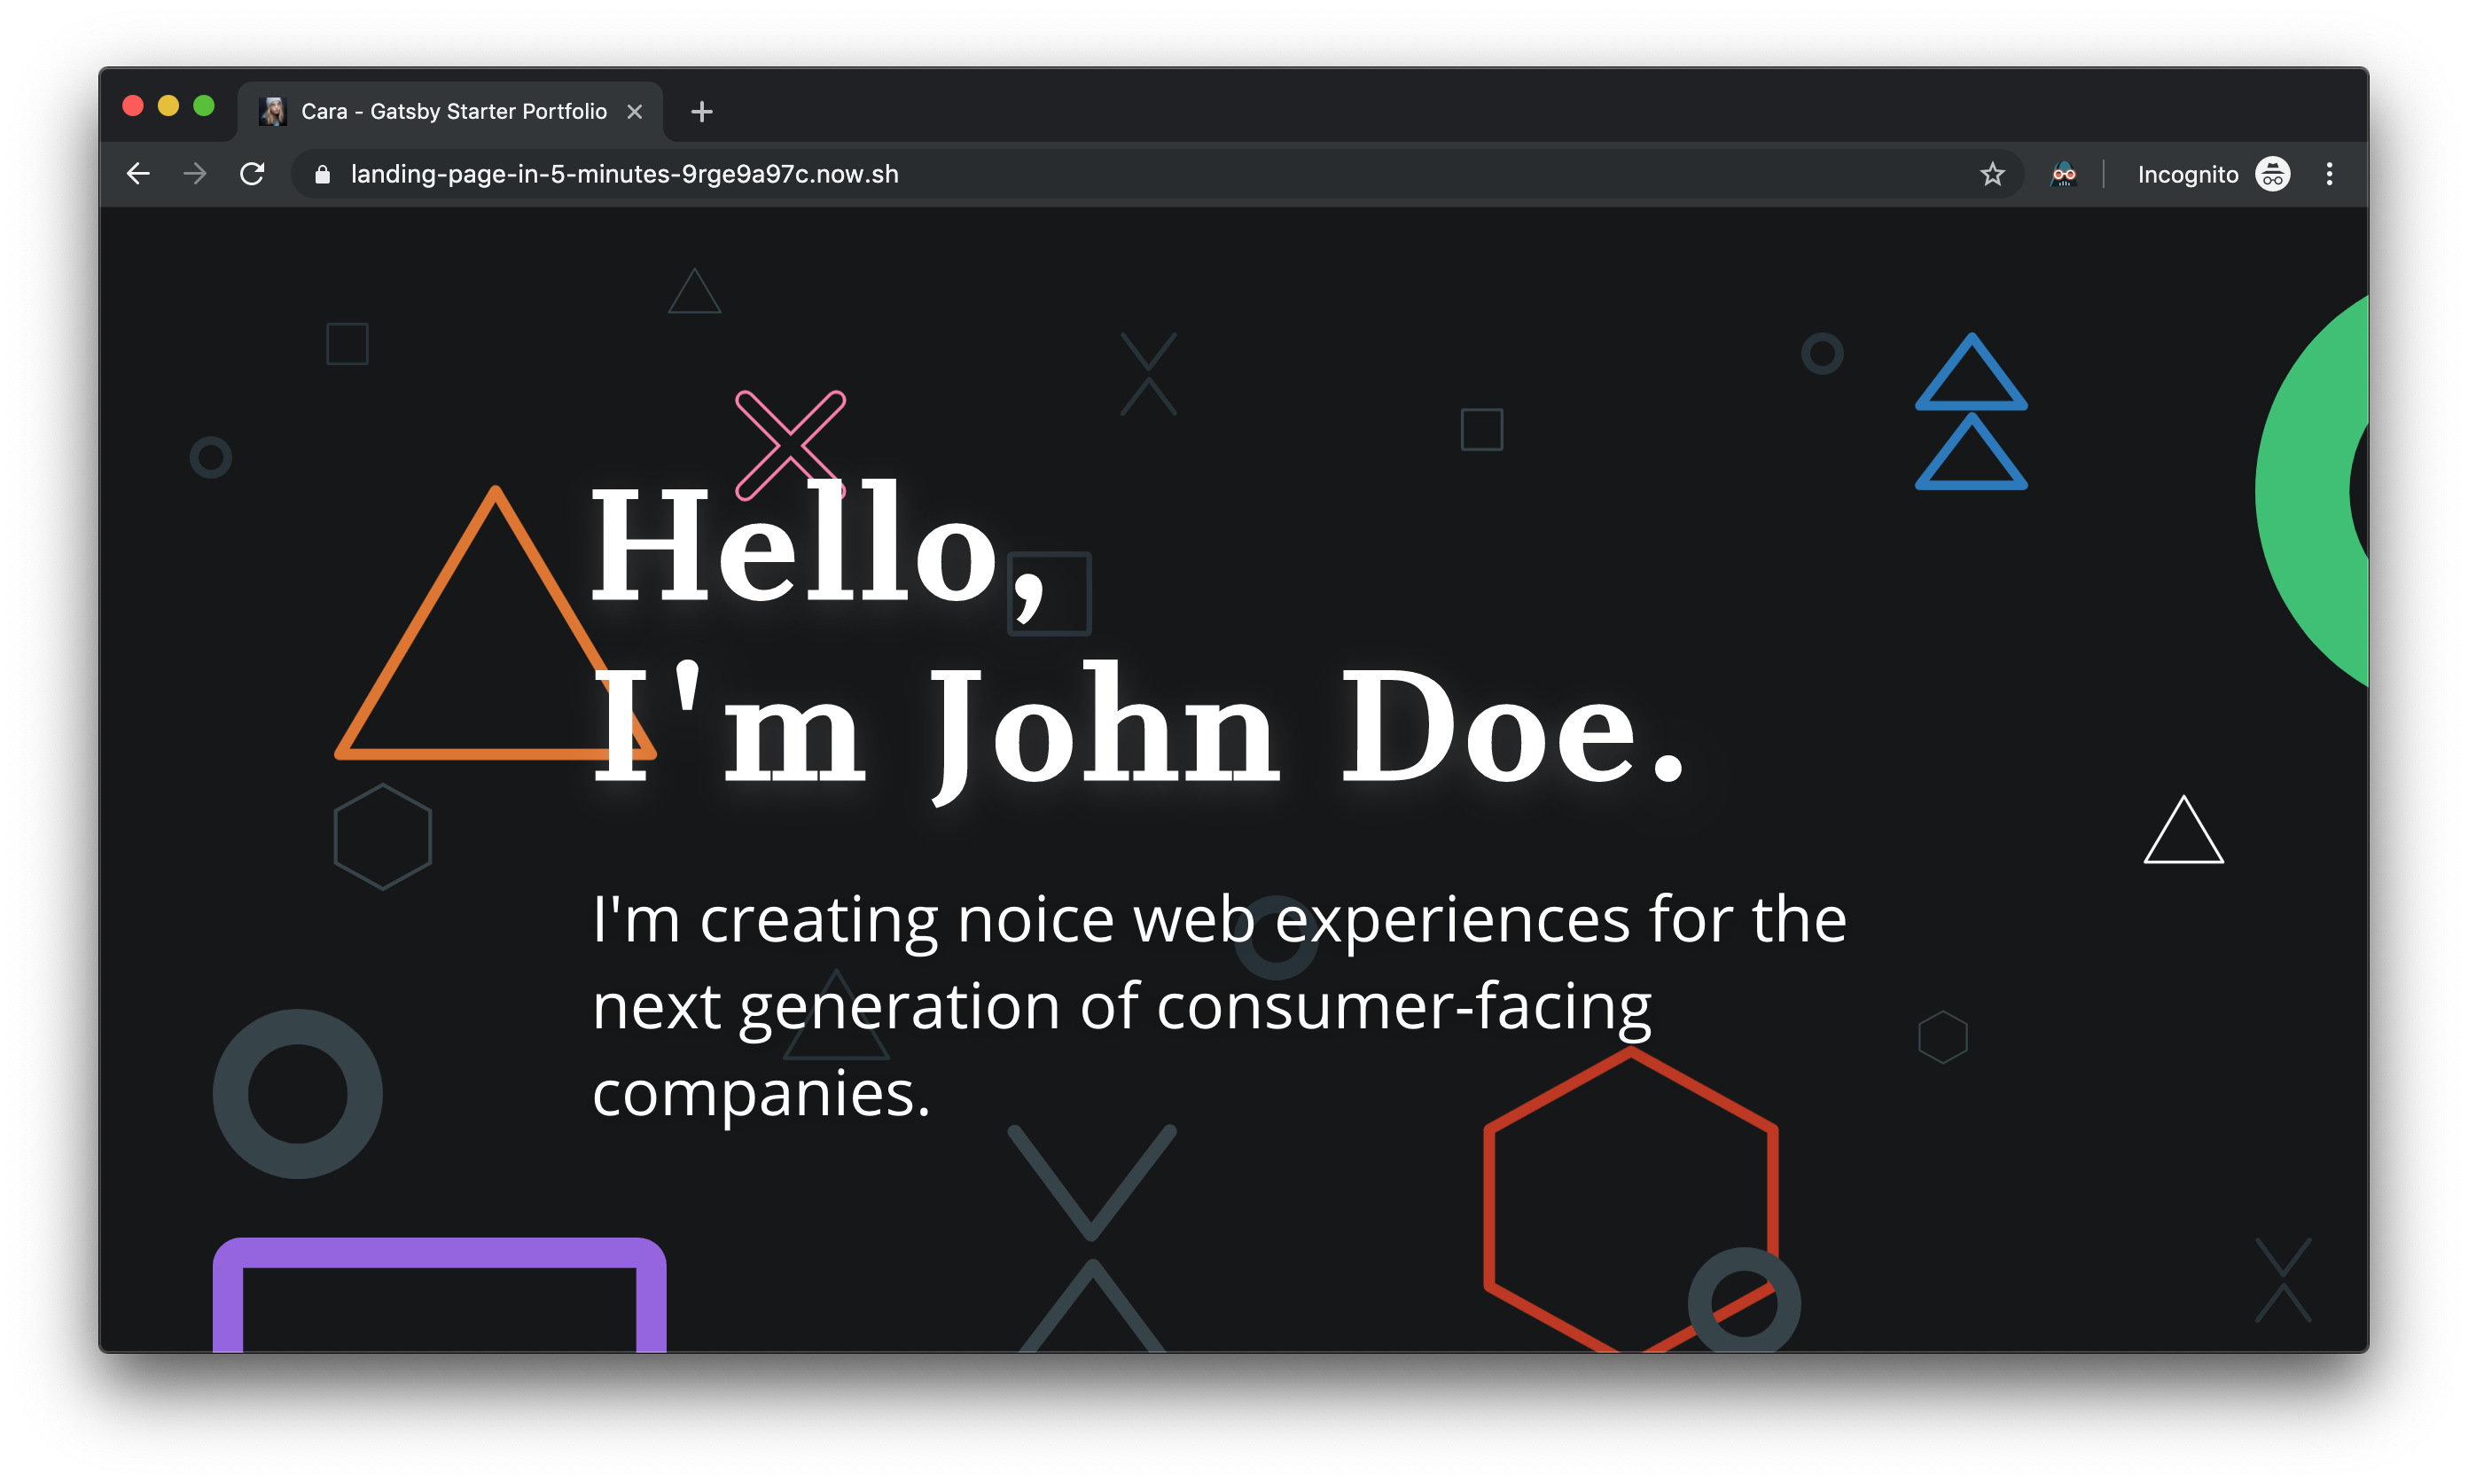 Cara - Gatsby Starter Portfolio
landing-page-in-5-minutes-9rge9a97c.now.sh
Incognito
Hello,
I'm John Doe.
I'm creating noice web experiences for the
next generation of consumer-facing
companies.